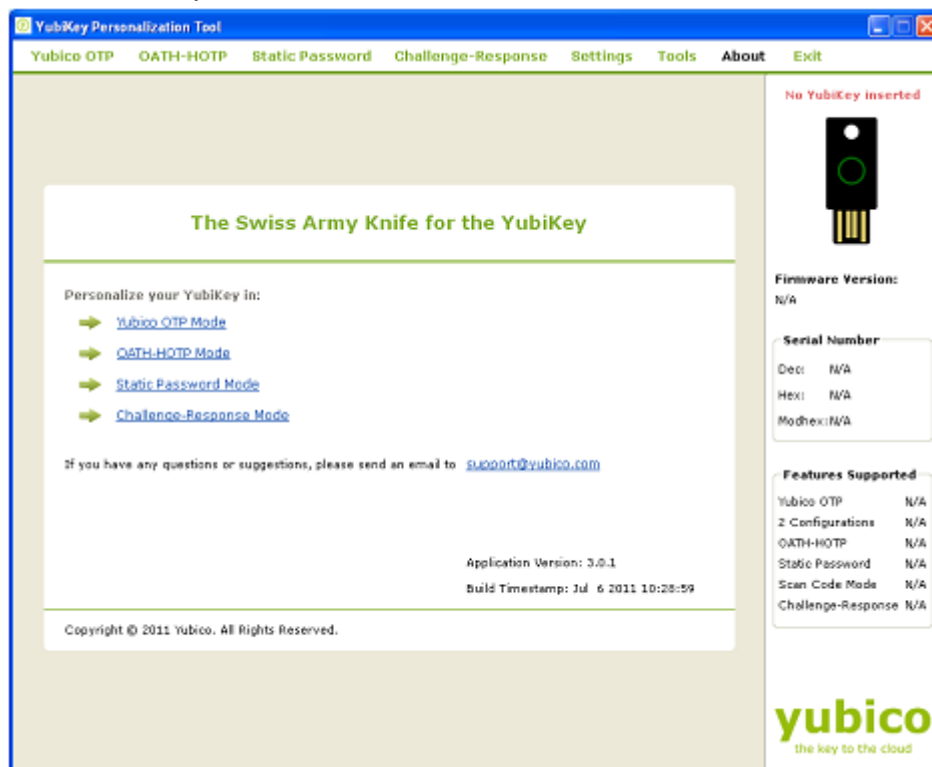 YubiKey Personalization Tool
Yubico OTP OATH-HOTP Static Password Challenge-Response Settings Tools About Exit
No YubiKey inserted
The Swiss Army Knife for the YubiKey
Personalize your YubiKey in:
Yubico OTP Mode
OATH-HOTP Mode
Static Password Mode
Challenge-Response Mode
If you have any questions or suggestions, please send an email to support@yubico.com
Application Version: 3.0.1
Build Timestamp: Jul 6 2011 10:28:59
Copyright © 2011 Yubico. All Rights Reserved.
Firmware Version:
N/A
Serial Number
Dec: N/A
Hex: N/A
Modhex: N/A
Features Supported
Yubico OTP N/A
2 Configurations N/A
OATH-HOTP N/A
Static Password N/A
Scan Code Mode N/A
Challenge-Response N/A
yubico
the key to the cloud